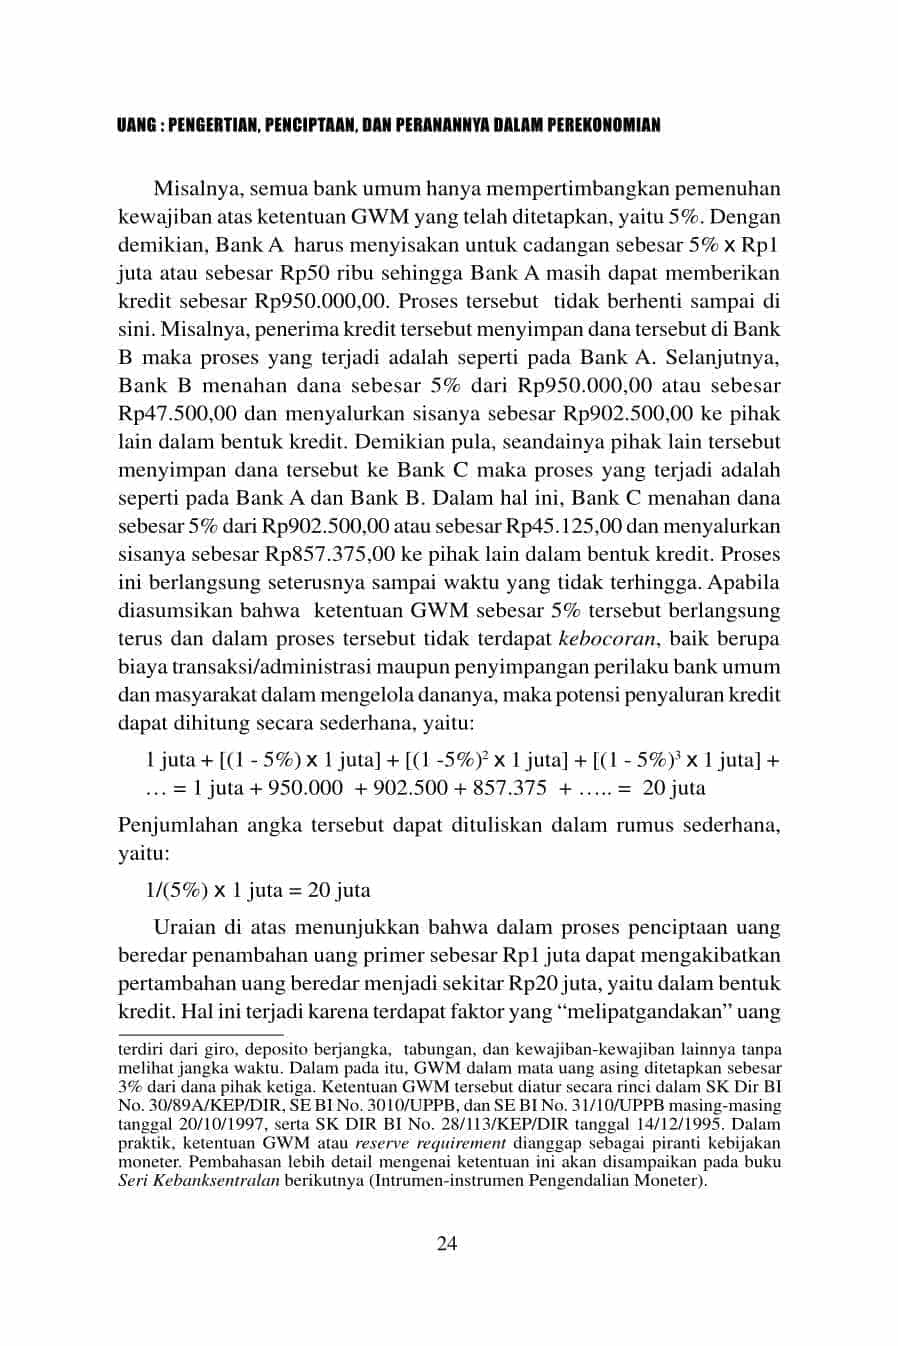 UANG : PENGERTIAN, PENCIPTAAN, DAN PERANANNYA DALAM PEREKONOMIAN
Misalnya, semua bank umum hanya mempertimbangkan pemenuhan
kewajiban atas ketentuan GWM yang telah ditetapkan, yaitu 5%. Dengan
demikian, Bank A harus menyisakan untuk cadangan sebesar 5% x Rp1
juta atau sebesar Rp50 ribu sehingga Bank A masih dapat memberikan
kredit sebesar Rp950.000,00. Proses tersebut tidak berhenti sampai di
sini. Misalnya, penerima kredit tersebut menyimpan dana tersebut di Bank
B maka proses yang terjadi adalah seperti pada Bank A. Selanjutnya,
Bank B menahan dana sebesar 5% dari Rp950.000,00 atau sebesar
Rp47.500,00 dan menyalurkan sisanya sebesar Rp902.500,00 ke pihak
lain dalam bentuk kredit. Demikian pula, seandainya pihak lain tersebut
menyimpan dana tersebut ke Bank C maka proses yang terjadi adalah
seperti pada Bank A dan Bank B. Dalam hal ini, Bank C menahan dana
sebesar 5% dari Rp902.500,00 atau sebesar Rp45.125,00 dan menyalurkan
sisanya sebesar Rp857.375,00 ke pihak lain dalam bentuk kredit. Proses
ini berlangsung seterusnya sampai waktu yang tidak terhingga. Apabila
diasumsikan bahwa ketentuan GWM sebesar 5% tersebut berlangsung
terus dan dalam proses tersebut tidak terdapat kebocoran, baik berupa
biaya transaksi/administrasi maupun penyimpangan perilaku bank umum
dan masyarakat dalam mengelola dananya, maka potensi penyaluran kredit
dapat dihitung secara sederhana, yaitu:
1 juta + [(1 - 5%) x 1 juta] + [(1 -5%)² x 1 juta] + [(1 - 5%)³ x 1 juta] +
… = 1 juta + 950.000 + 902.500 + 857.375 + ….. = 20 juta
Penjumlahan angka tersebut dapat dituliskan dalam rumus sederhana,
yaitu:
1/(5%) x 1 juta = 20 juta
Uraian di atas menunjukkan bahwa dalam proses penciptaan uang
beredar penambahan uang primer sebesar Rp1 juta dapat mengakibatkan
pertambahan uang beredar menjadi sekitar Rp20 juta, yaitu dalam bentuk
kredit. Hal ini terjadi karena terdapat faktor yang “melipatgandakan” uang
terdiri dari giro, deposito berjangka, tabungan, dan kewajiban-kewajiban lainnya tanpa
melihat jangka waktu. Dalam pada itu, GWM dalam mata uang asing ditetapkan sebesar
3% dari dana pihak ketiga. Ketentuan GWM tersebut diatur secara rinci dalam SK Dir BI
No. 30/89A/KEP/DIR, SE BI No. 3010/UPPB, dan SE BI No. 31/10/UPPB masing-masing
tanggal 20/10/1997, serta SK DIR BI No. 28/113/KEP/DIR tanggal 14/12/1995. Dalam
praktik, ketentuan GWM atau reserve requirement dianggap sebagai piranti kebijakan
moneter. Pembahasan lebih detail mengenai ketentuan ini akan disampaikan pada buku
Seri Kebanksentralan berikutnya (Intrumen-instrumen Pengendalian Moneter).
24